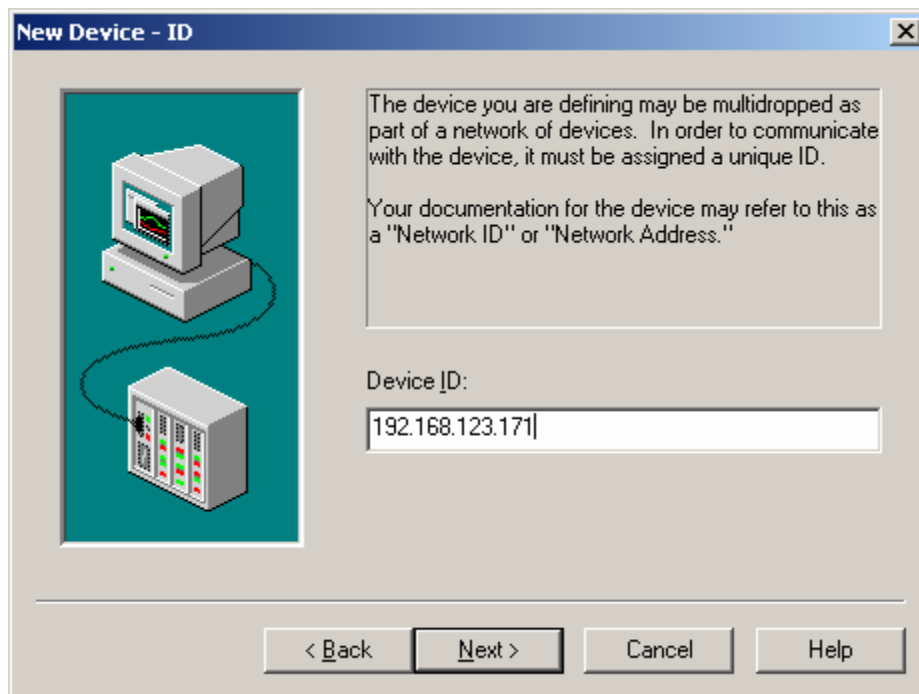 New Device - ID
The device you are defining may be multidropped as
part of a network of devices.  In order to communicate
with the device, it must be assigned a unique ID.
Your documentation for the device may refer to this as
a "Network ID" or "Network Address."
Device ID:
192.168.123.171
< Back
Next >
Cancel
Help